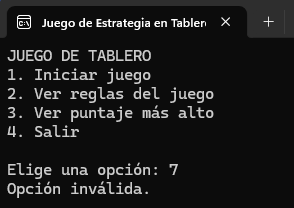 Juego de Estrategia en Tabler
JUEGO DE TABLERO
1. Iniciar juego
2. Ver reglas del juego
3. Ver puntaje más alto
4. Salir
Elige una opción: 7
Opción inválida.